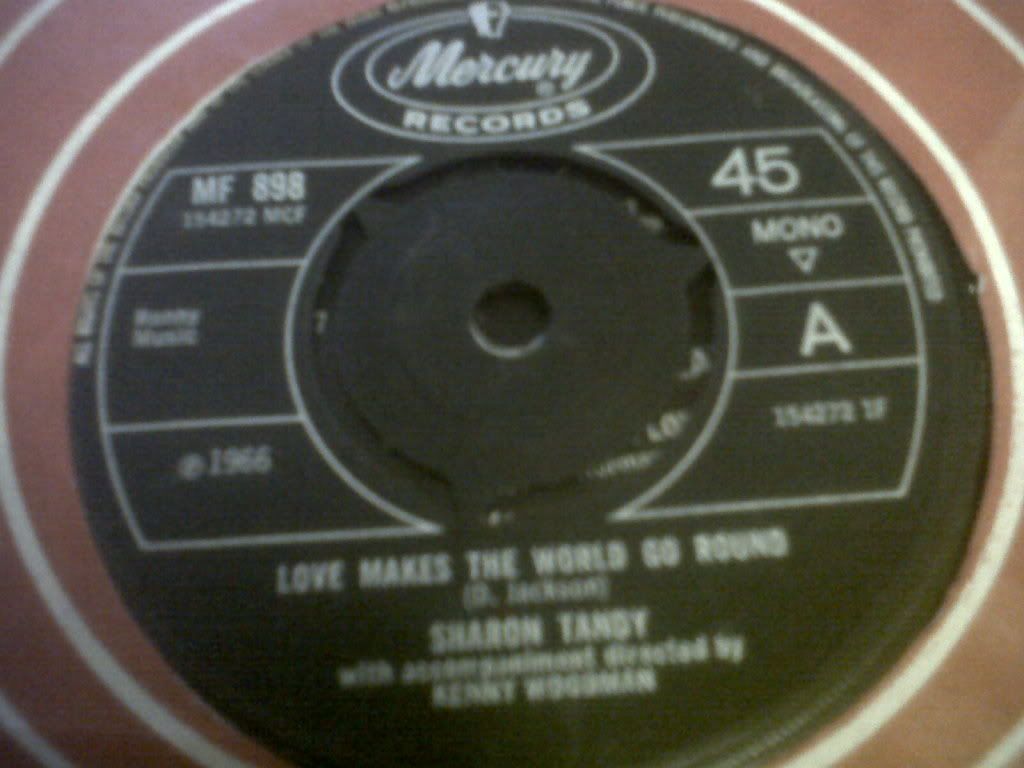 Mercury
RECORDS
MF 898
154272 MCF
Music
℗ 1966
45
MONO
A
154272 1F
LOVE MAKES THE WORLD GO ROUND
(D. Jackson)
SHARON TANDY
with accompaniment directed by
KENNY WOODMAN